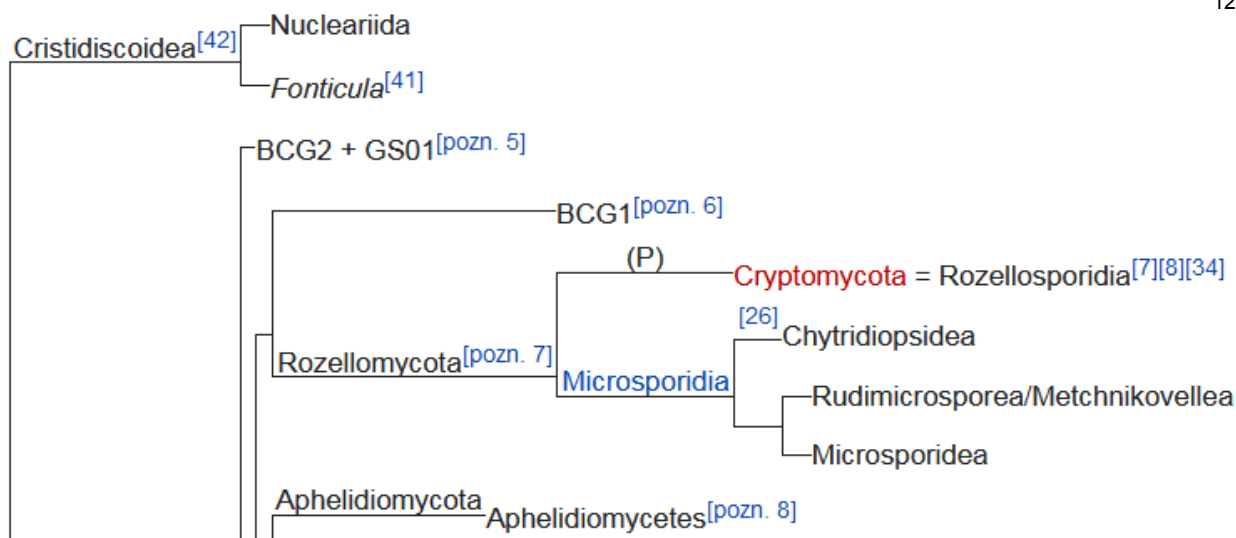 12
Nucleariida
Cristidiscoidea[42]
Fonticula[41]
BCG2 + GS01[pozn. 5]
BCG1[pozn. 6]
(P)
Cryptomycota = Rozellosporidia[7][8][34]
[26]
Chytridiopsidea
Rozellomycota[pozn. 7]
Microsporidia
Rudimicrosporea/Metchnikovellea
Microsporidea
Aphelidiomycota
Aphelidiomycetes[pozn. 8]